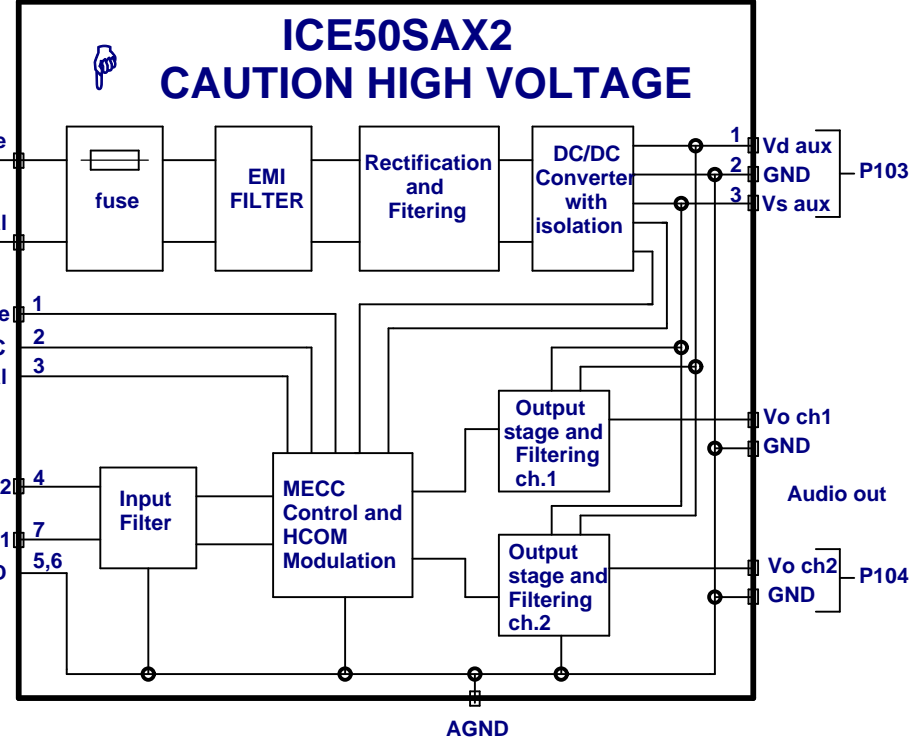 ICE50SAX2
CAUTION HIGH VOLTAGE
fuse
EMI
FILTER
Rectification
and
Fitering
DC/DC
Converter
with
isolation
1
Vd aux
2
GND
3
Vs aux
P103
e
l
e
1
C
2
l
3
2
4
1
7
5,6
Input
Filter
MECC
Control and
HCOM
Modulation
Output
stage and
Filtering
ch.1
Vo ch1
GND
Audio out
Output
stage and
Filtering
ch.2
Vo ch2
GND
P104
AGND